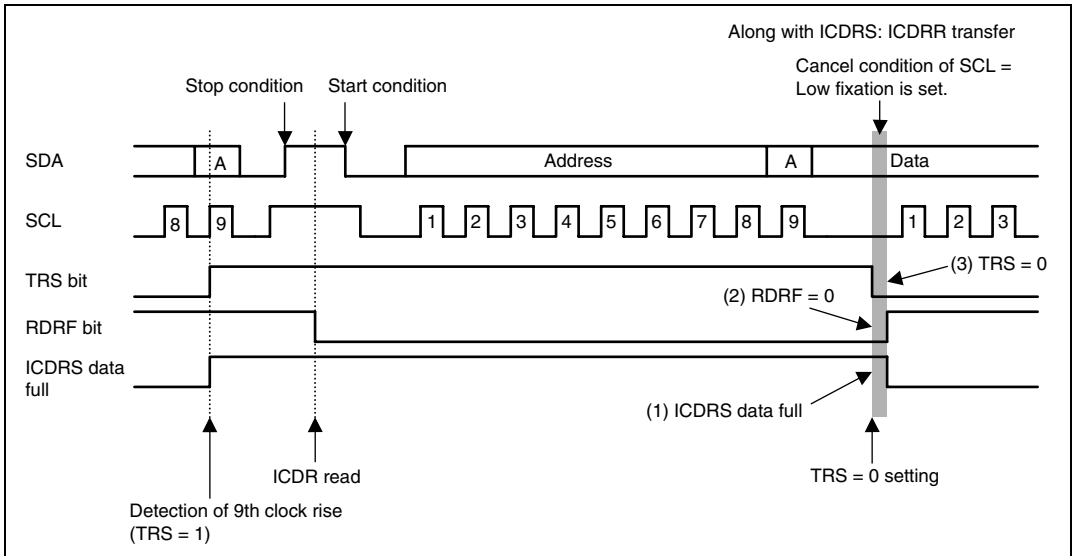 Along with ICDRS: ICDRR transfer
Cancel condition of SCL =
Low fixation is set.
Stop condition
Start condition
SDA
A
Address
A
Data
SCL
8
9
1
2
3
4
5
6
7
8
9
1
2
3
TRS bit
(3) TRS = 0
(2) RDRF = 0
RDRF bit
ICDRS data
full
(1) ICDRS data full
ICDR read
TRS = 0 setting
Detection of 9th clock rise
(TRS = 1)